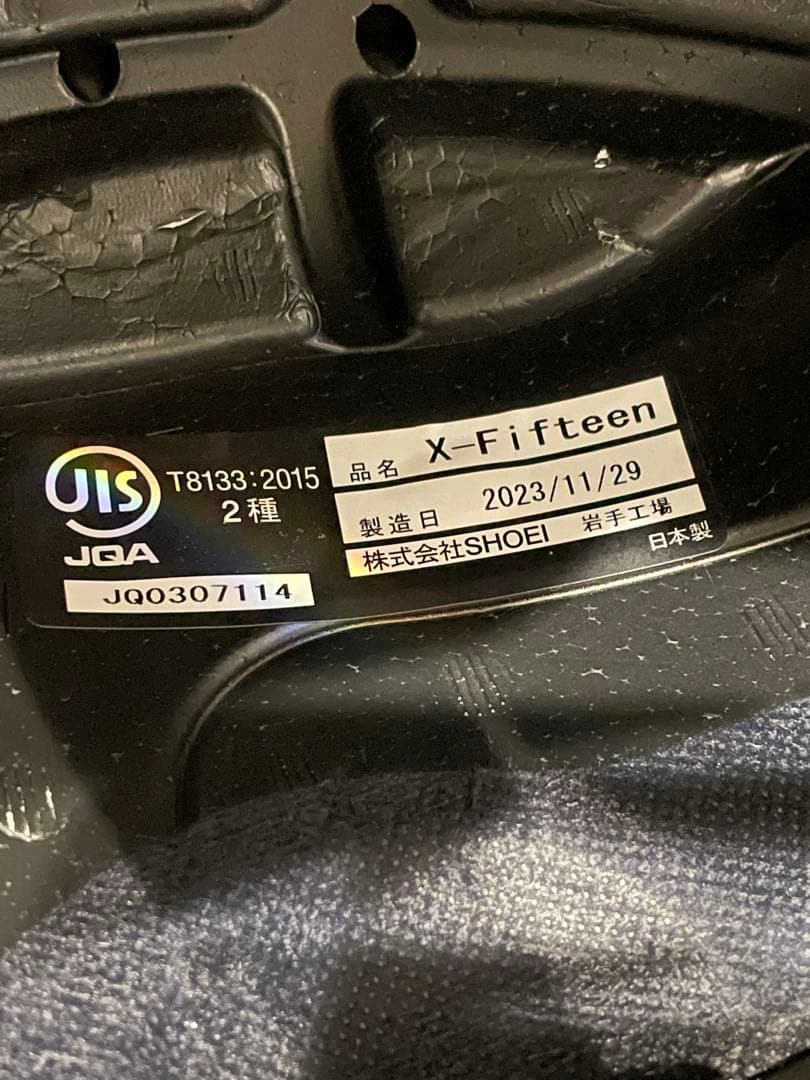 JIS
T8133:2015
2種
JQA
JQ0307114
品名 X-Fifteen
製造日 2023/11/29
株式会社SHOEI 岩手工場
日本製